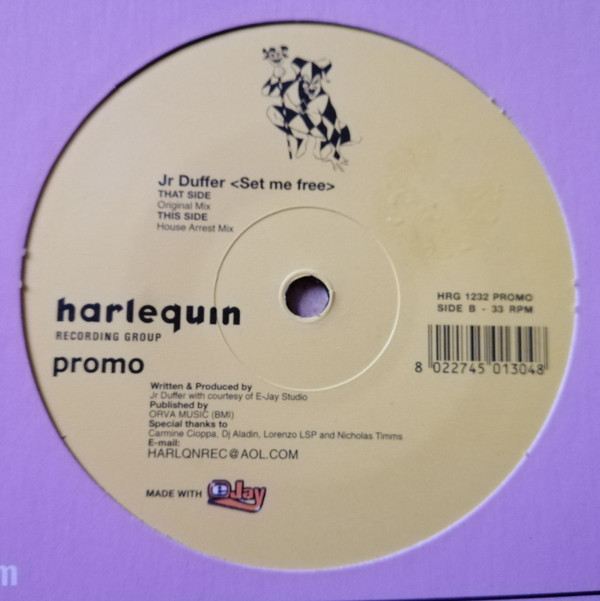 Jr Duffer <Set me free>
THAT SIDE
Original Mix
THIS SIDE
House Arrest Mix
harlequin
RECORDING GROUP
promo
HRG 1232 PROMO
SIDE B - 33 RPM
8 022745 013048
Written & Produced by
Jr Duffer with courtesy of E-Jay Studio
Published by
ORVA MUSIC (BMI)
Special thanks to
Carmine Cioppa, Dj Aladin, Lorenzo LSP and Nicholas Timms
E-mail:
HARLQNREC@AOL.COM
MADE WITH eJay
m